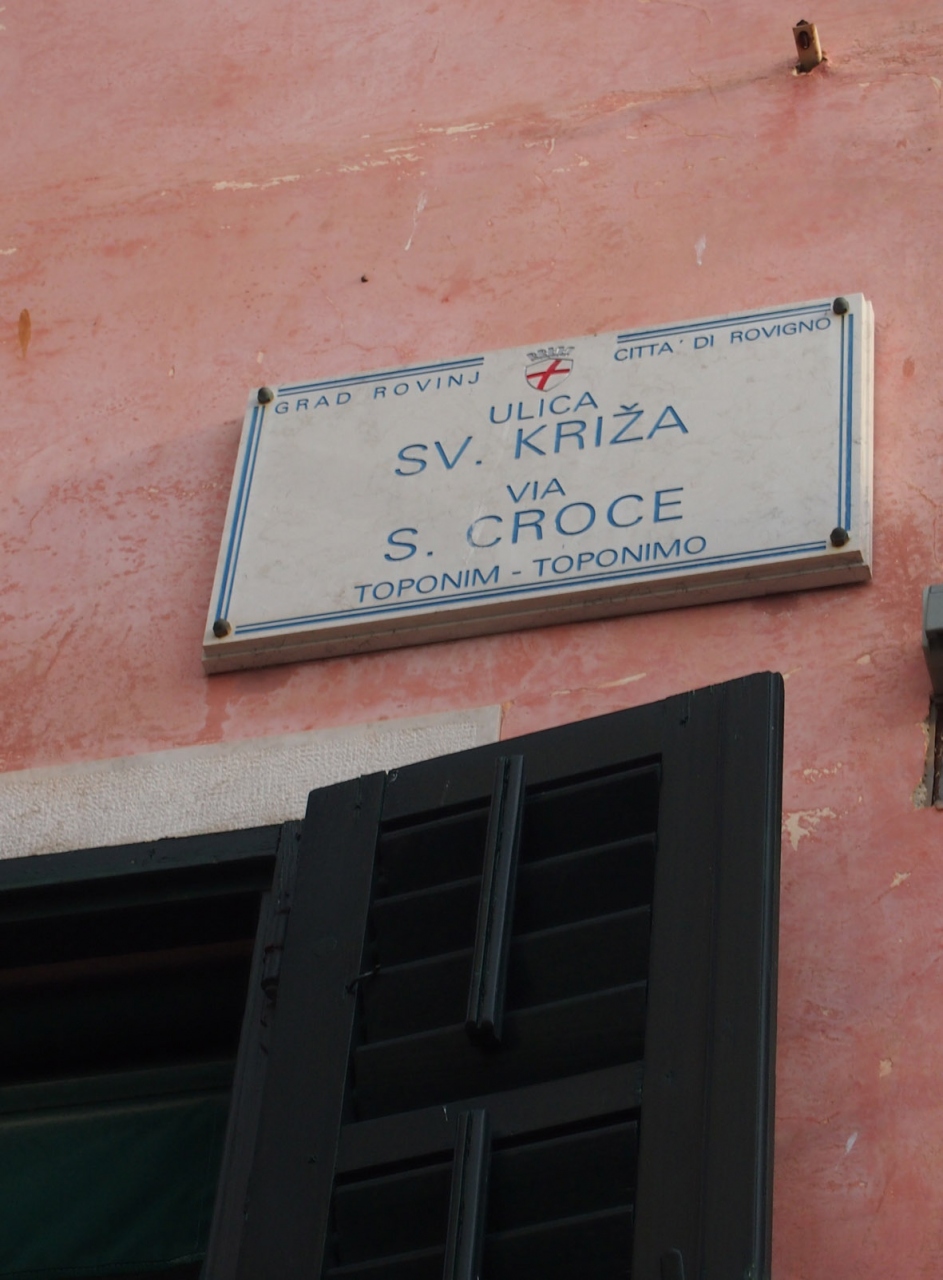 GRAD ROVINJ
CITTA' DI ROVIGNO
ULICA
SV. KRIŽA
VIA
S. CROCE
TOPONIM - TOPONIMO